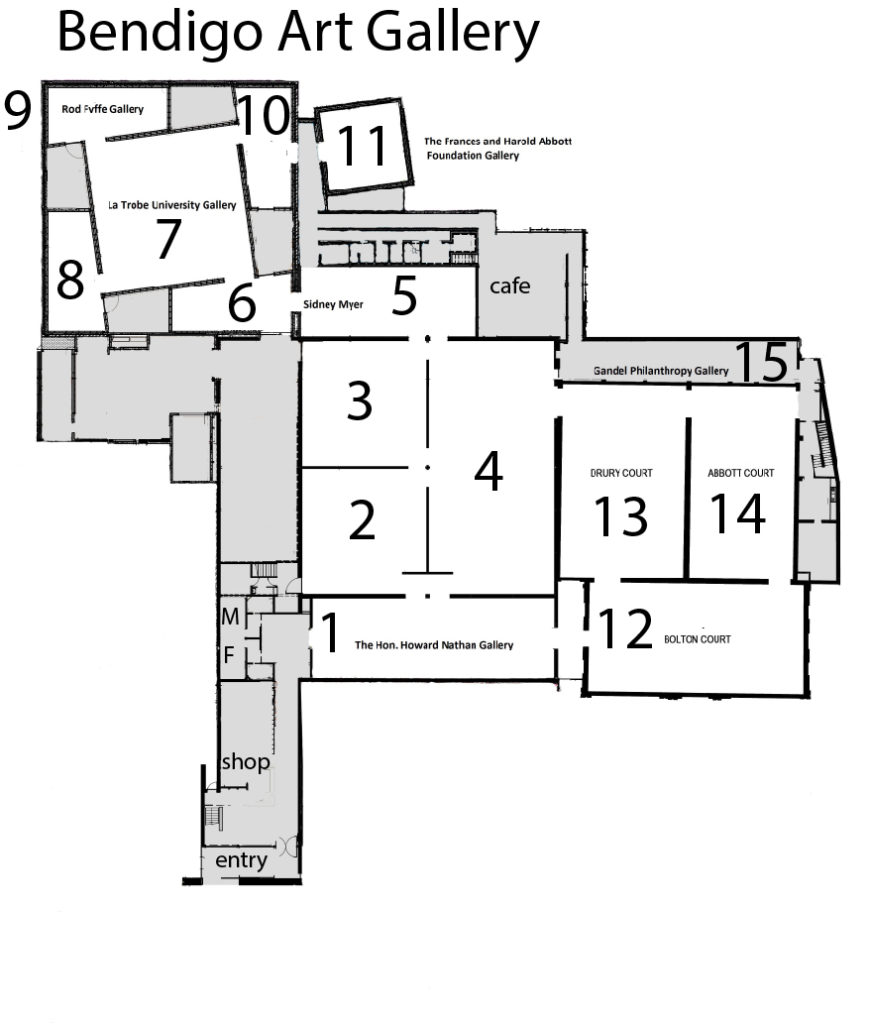 Bendigo Art Gallery
9
Rod Fyffe Gallery
10
11
The Frances and Harold Abbott
Foundation Gallery
La Trobe University Gallery
7
8
6
Sidney Myer
5
cafe
Gandel Philanthropy Gallery
15
3
4
DRURY COURT
13
ABBOTT COURT
14
2
M
F
1
The Hon. Howard Nathan Gallery
12
BOLTON COURT
shop
entry